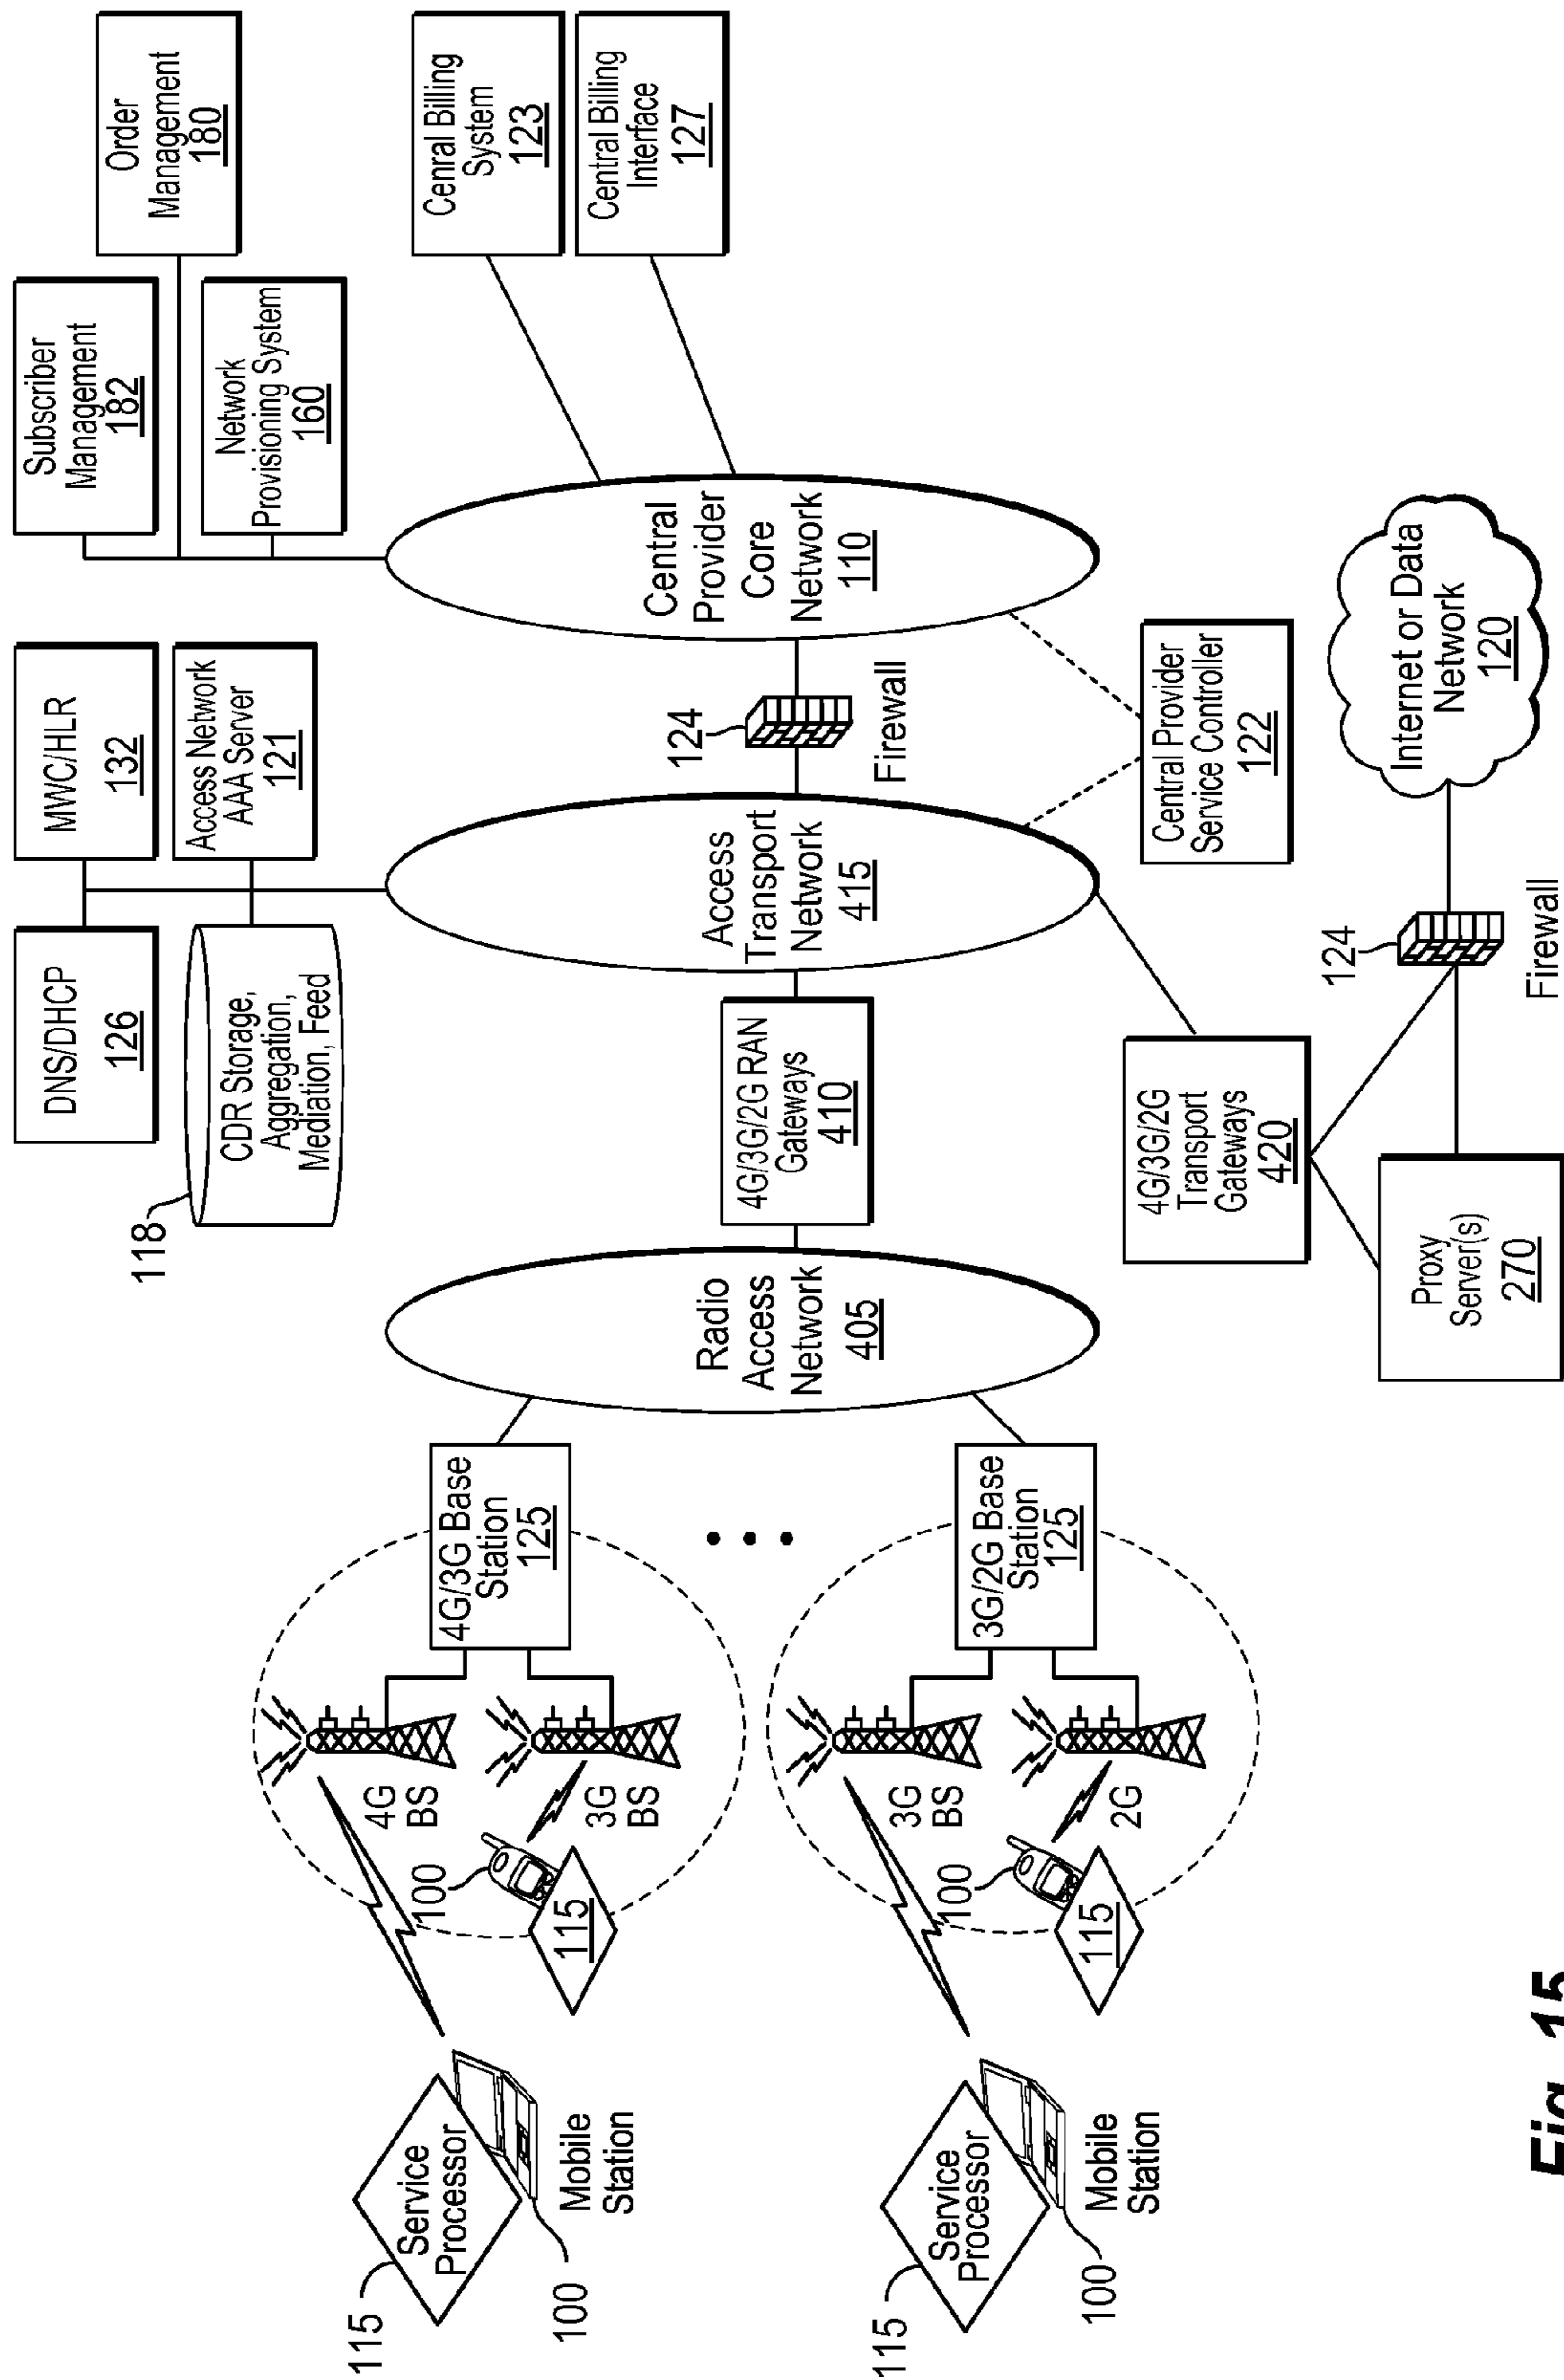 Subscriber
Management
182
Order
Management
180
Network
Provisioning System
160
Cenral Billing
System
123
Central Billing
Interface
127
DNS/DHCP
126
MWC/HLR
132
CDR Storage,
Aggregation,
Mediation, Feed
118
Access Network
AAA Server
121
Radio
Access
Network
405
4G/3G/2G RAN
Gateways
410
Access
Transport
Network
415
124
Firewall
Central
Provider
Core
Network
110
Central Provider
Service Controller
122
4G/3G/2G
Transport
Gateways
420
Proxy
Server(s)
270
124
Firewall
Internet or Data
Network
120
115
Service
Processor
100
Mobile
Station
4G
BS
100
115
3G
BS
4G/3G Base
Station
125
115
Service
Processor
100
Mobile
Station
3G
BS
100
115
2G
3G/2G Base
Station
125
Fig. 15